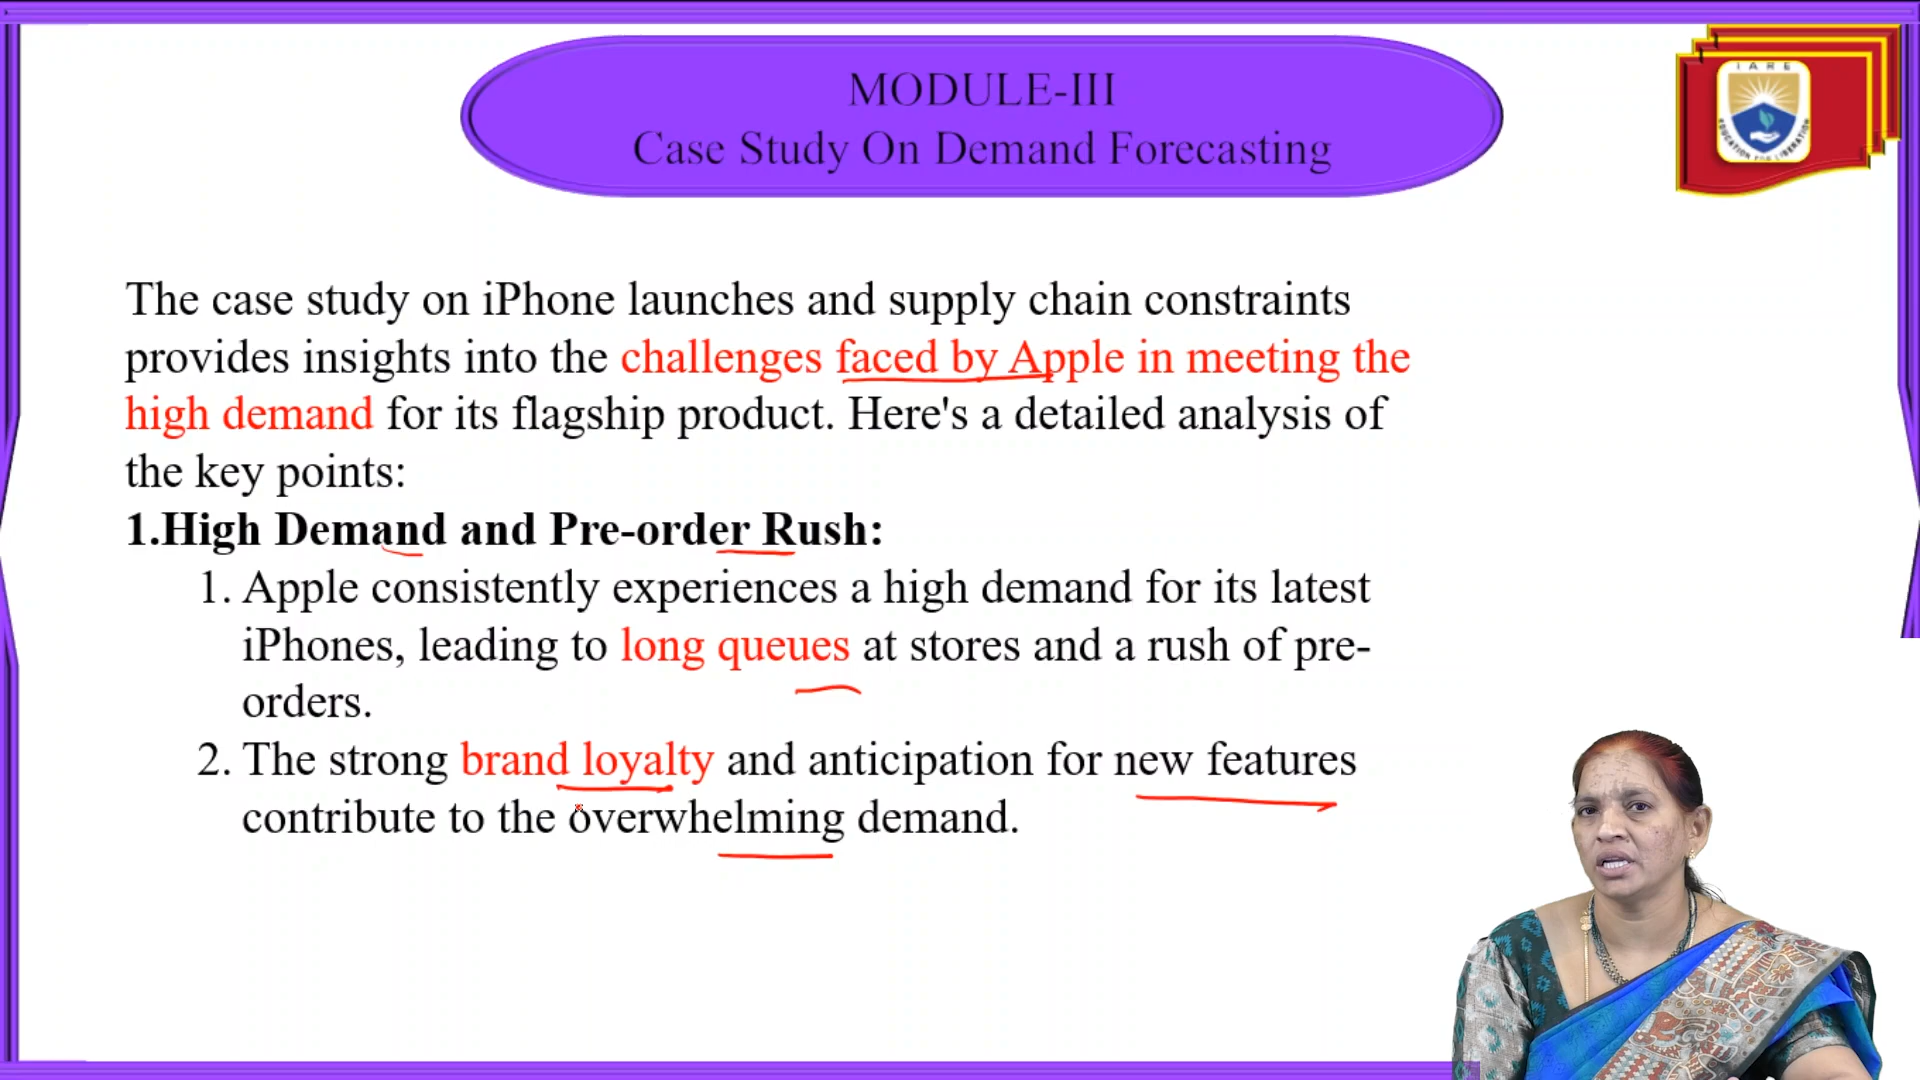 MODULE-III
Case Study On Demand Forecasting
IARE
EDUCATION FOR LIBERATION
The case study on iPhone launches and supply chain constraints
provides insights into the challenges faced by Apple in meeting the
high demand for its flagship product. Here's a detailed analysis of
the key points:
1.High Demand and Pre-order Rush:
1. Apple consistently experiences a high demand for its latest
iPhones, leading to long queues at stores and a rush of pre-
orders.
2. The strong brand loyalty and anticipation for new features
contribute to the overwhelming demand.